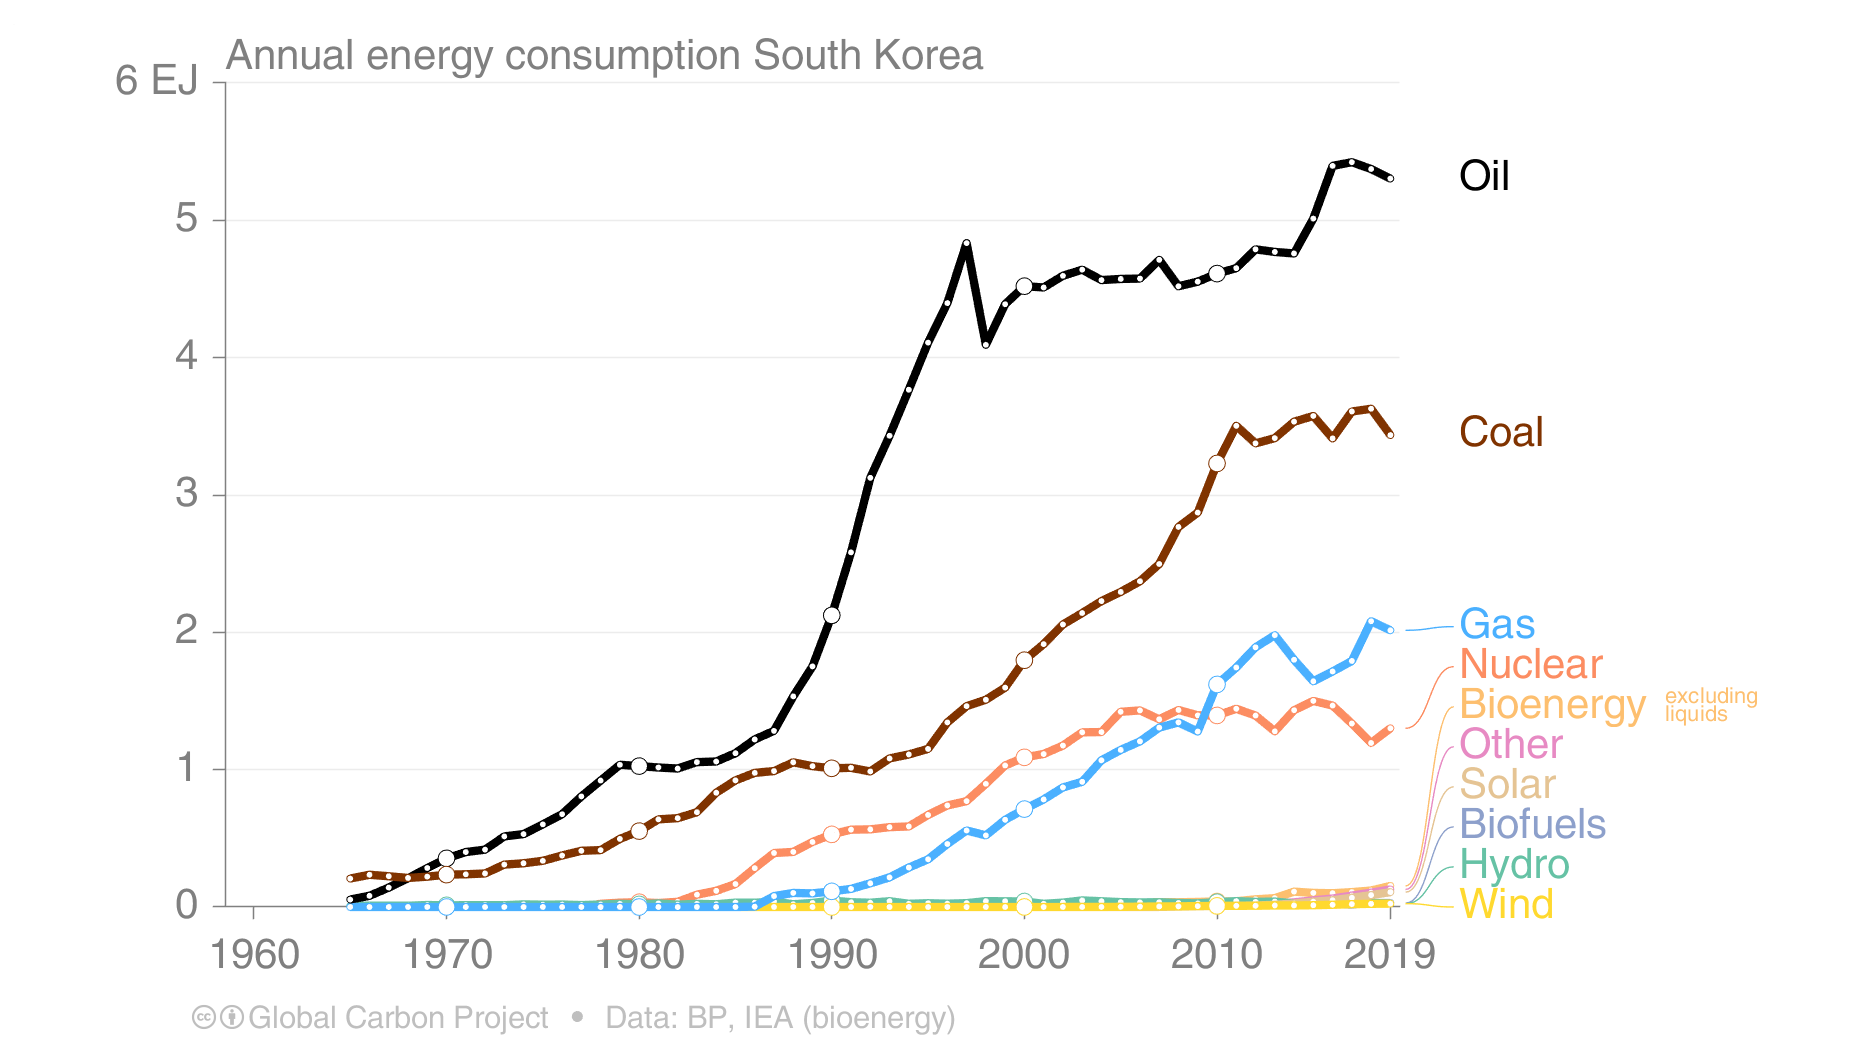 Annual energy consumption South Korea
6 EJ
5
4
3
2
1
0
1960 1970 1980 1990 2000 2010 2019
Oil
Coal
Gas
Nuclear
Bioenergy excluding liquids
Other
Solar
Biofuels
Hydro
Wind
cc Global Carbon Project • Data: BP, IEA (bioenergy)